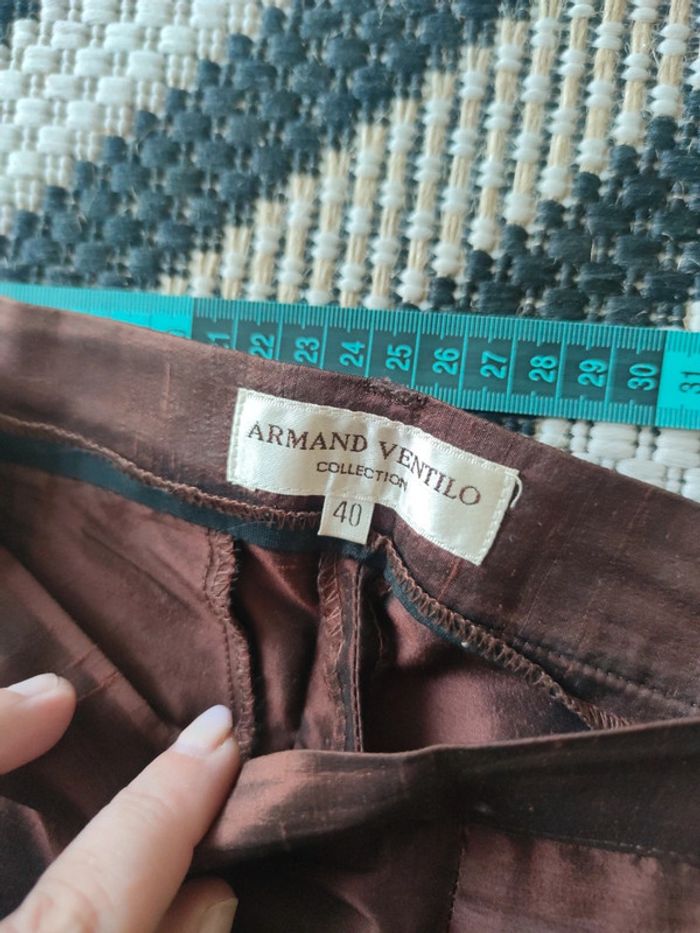 21 22 23 24 25 26 27 28 29 30 31
ARMAND VENTILO
COLLECTION
40